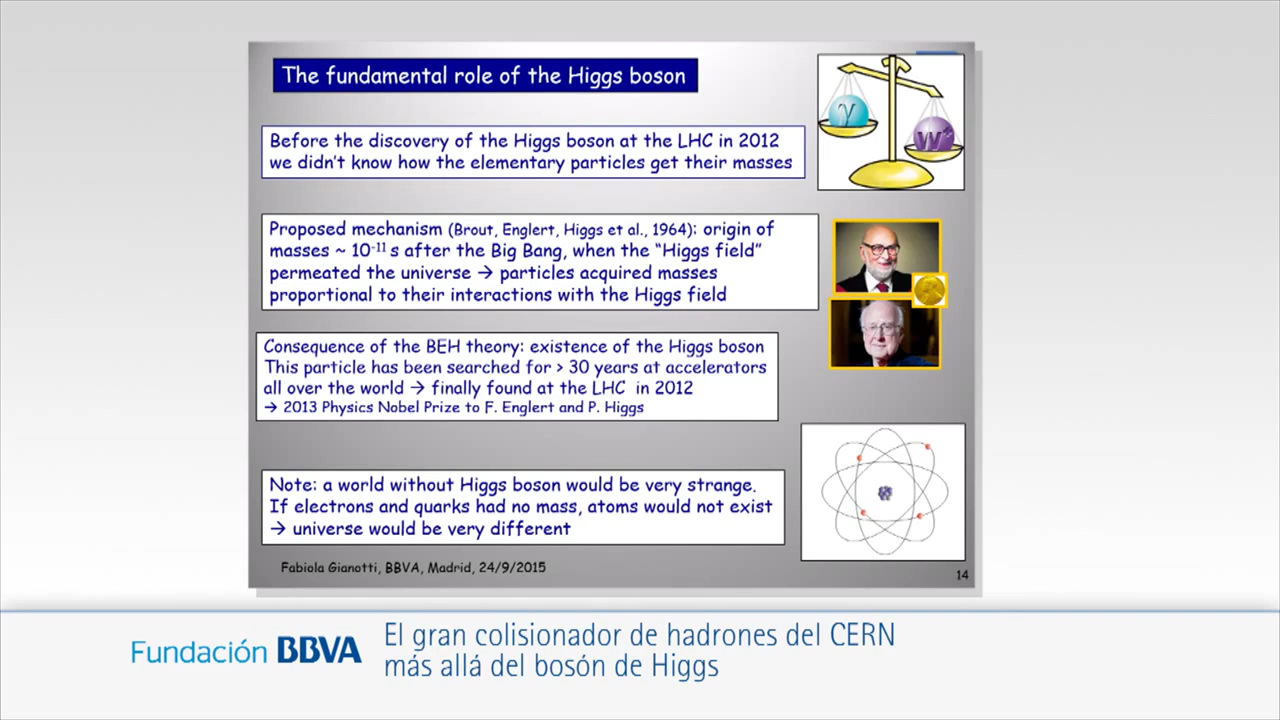 The fundamental role of the Higgs boson
γ
W
Before the discovery of the Higgs boson at the LHC in 2012
we didn't know how the elementary particles get their masses
Proposed mechanism (Brout, Englert, Higgs et al., 1964): origin of
masses ~ 10⁻¹¹ s after the Big Bang, when the “Higgs field”
permeated the universe → particles acquired masses
proportional to their interactions with the Higgs field
Consequence of the BEH theory: existence of the Higgs boson
This particle has been searched for > 30 years at accelerators
all over the world → finally found at the LHC in 2012
→ 2013 Physics Nobel Prize to F. Englert and P. Higgs
Note: a world without Higgs boson would be very strange.
If electrons and quarks had no mass, atoms would not exist
→ universe would be very different
Fabiola Gianotti, BBVA, Madrid, 24/9/2015
14
Fundación BBVA
El gran colisionador de hadrones del CERN
más allá del bosón de Higgs